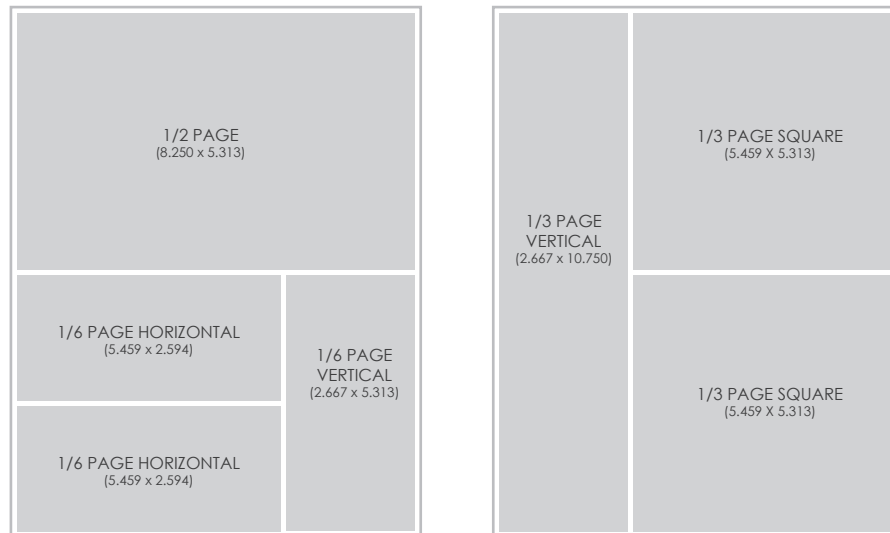 1/2 PAGE
(8.250 x 5.313)
1/6 PAGE HORIZONTAL
(5.459 x 2.594)
1/6 PAGE
VERTICAL
(2.667 x 5.313)
1/6 PAGE HORIZONTAL
(5.459 x 2.594)
1/3 PAGE
VERTICAL
(2.667 x 10.750)
1/3 PAGE SQUARE
(5.459 X 5.313)
1/3 PAGE SQUARE
(5.459 X 5.313)